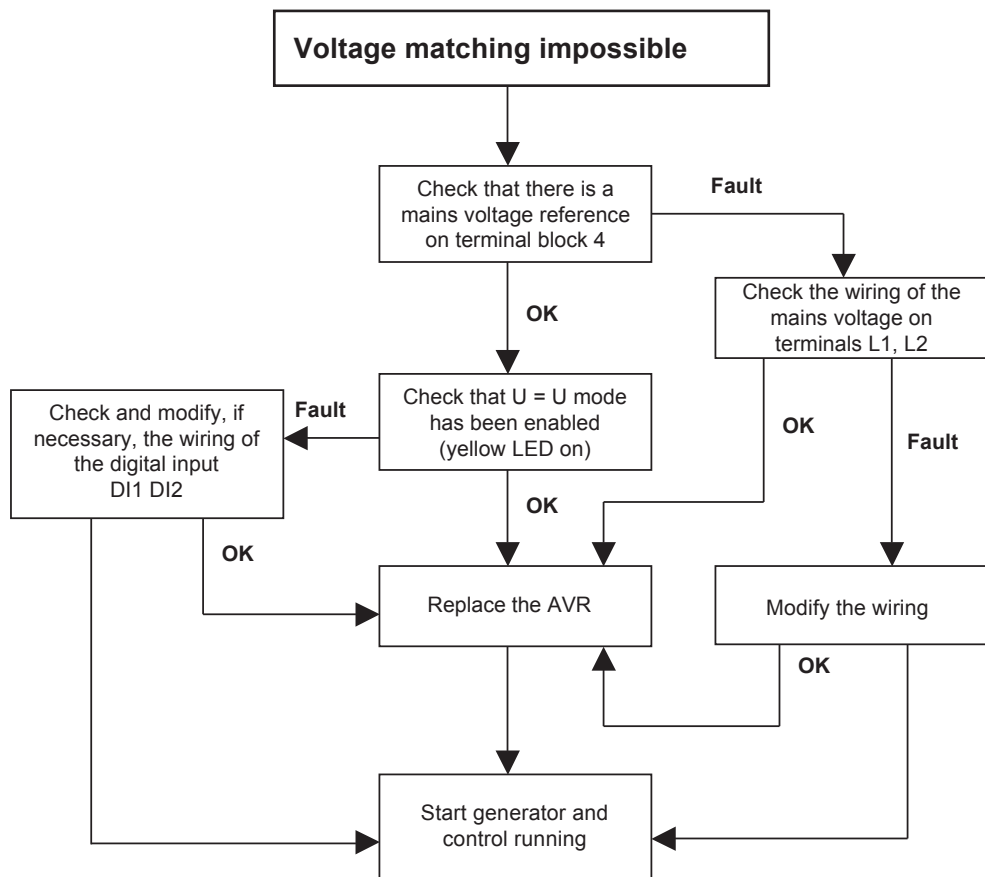 Voltage matching impossible
Check that there is a
mains voltage reference
on terminal block 4
Fault
Check the wiring of the
mains voltage on
terminals L1, L2
OK
Check that U = U mode
has been enabled
(yellow LED on)
Fault
Check and modify, if
necessary, the wiring of
the digital input
DI1 DI2
OK
Fault
OK
OK
Replace the AVR
Modify the wiring
OK
Start generator and
control running